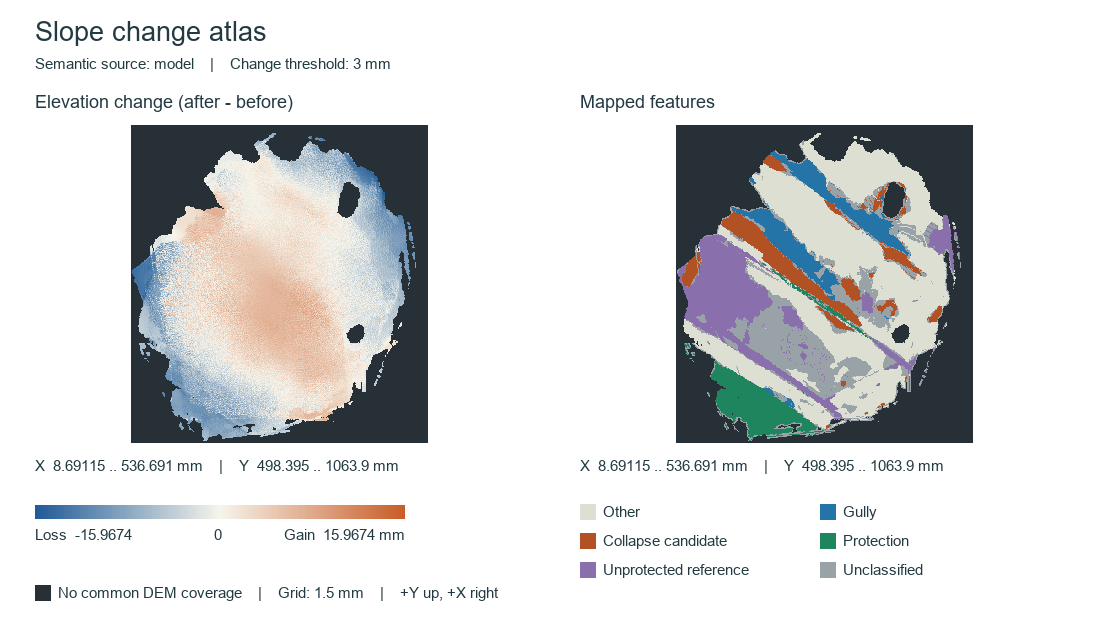 Slope change atlas
Semantic source: model | Change threshold: 3 mm
Elevation change (after - before)
Mapped features
X 8.69115 .. 536.691 mm | Y 498.395 .. 1063.9 mm
X 8.69115 .. 536.691 mm | Y 498.395 .. 1063.9 mm
Loss -15.9674 0 Gain 15.9674 mm
Other
Gully
Collapse candidate
Protection
Unprotected reference
Unclassified
No common DEM coverage | Grid: 1.5 mm | +Y up, +X right